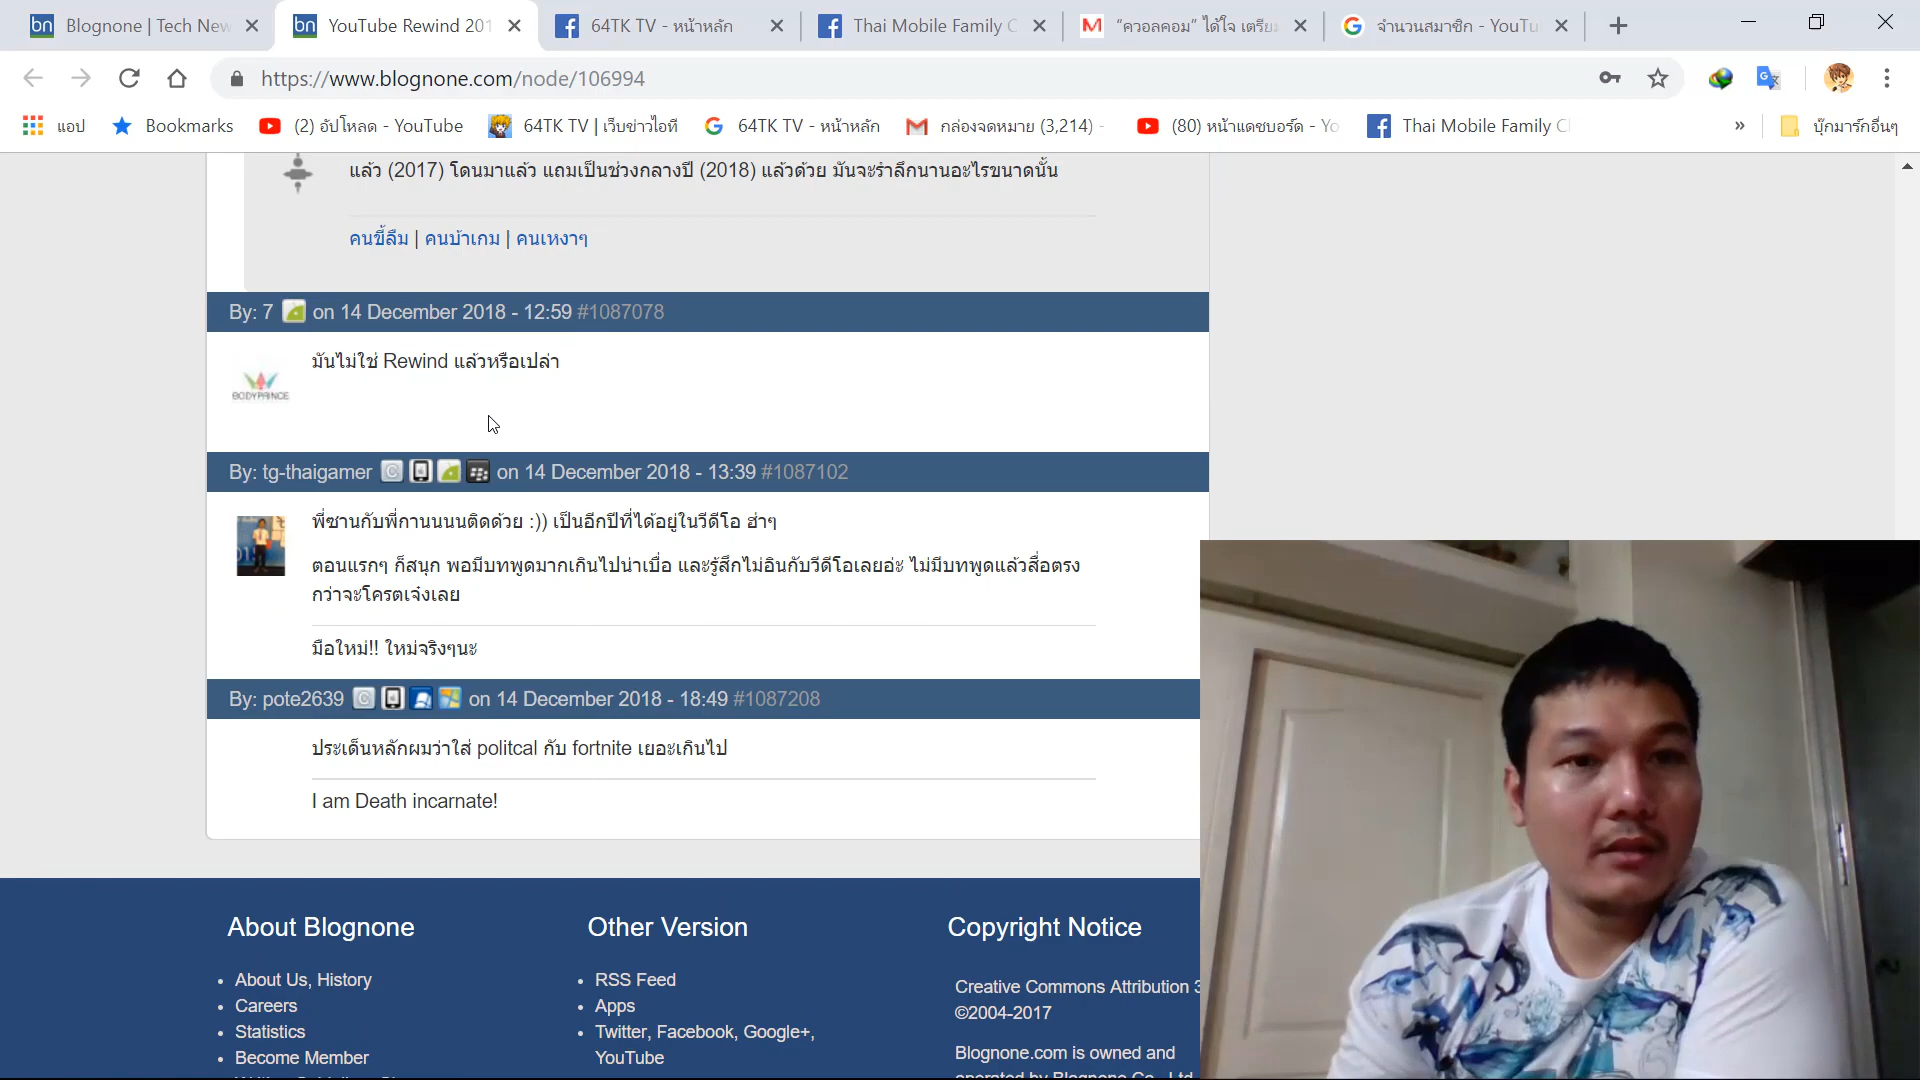 Blognone | Tech New
YouTube Rewind 201
64TK TV - หน้าหลัก
Thai Mobile Family C
“ควอลคอม” ได้ใจ เตรีย
จำนวนสมาชิก - YouTu
https://www.blognone.com/node/106994
แอป
Bookmarks
(2) อัปโหลด - YouTube
64TK TV | เว็บข่าวไอที
64TK TV - หน้าหลัก
กล่องจดหมาย (3,214) -
(80) หน้าแดชบอร์ด - Yo
Thai Mobile Family Cl
»
บุ๊กมาร์กอื่นๆ
แล้ว (2017) โดนมาแล้ว แถมเป็นช่วงกลางปี (2018) แล้วด้วย มันจะรำลึกนานอะไรขนาดนั้น
คนขี้ลืม | คนบ้าเกม | คนเหงาๆ
By: 7 on 14 December 2018 - 12:59 #1087078
BODYPRINCE
มันไม่ใช่ Rewind แล้วหรือเปล่า
By: tg-thaigamer on 14 December 2018 - 13:39 #1087102
พี่ซานกับพี่กานนนนติดด้วย :)) เป็นอีกปีที่ได้อยู่ในวีดีโอ ฮ่าๆ
ตอนแรกๆ ก็สนุก พอมีบทพูดมากเกินไปน่าเบื่อ และรู้สึกไม่อินกับวีดีโอเลยอ่ะ ไม่มีบทพูดแล้วสื่อตรง
กว่าจะโครตเจ๋งเลย
มือใหม่!! ใหม่จริงๆนะ
By: pote2639 on 14 December 2018 - 18:49 #1087208
ประเด็นหลักผมว่าใส่ politcal กับ fortnite เยอะเกินไป
I am Death incarnate!
About Blognone
About Us, History
Careers
Statistics
Become Member
Other Version
RSS Feed
Apps
Twitter, Facebook, Google+,
YouTube
Copyright Notice
Creative Commons Attribution 3
©2004-2017
Blognone.com is owned and
operated by Blognone Co., Ltd